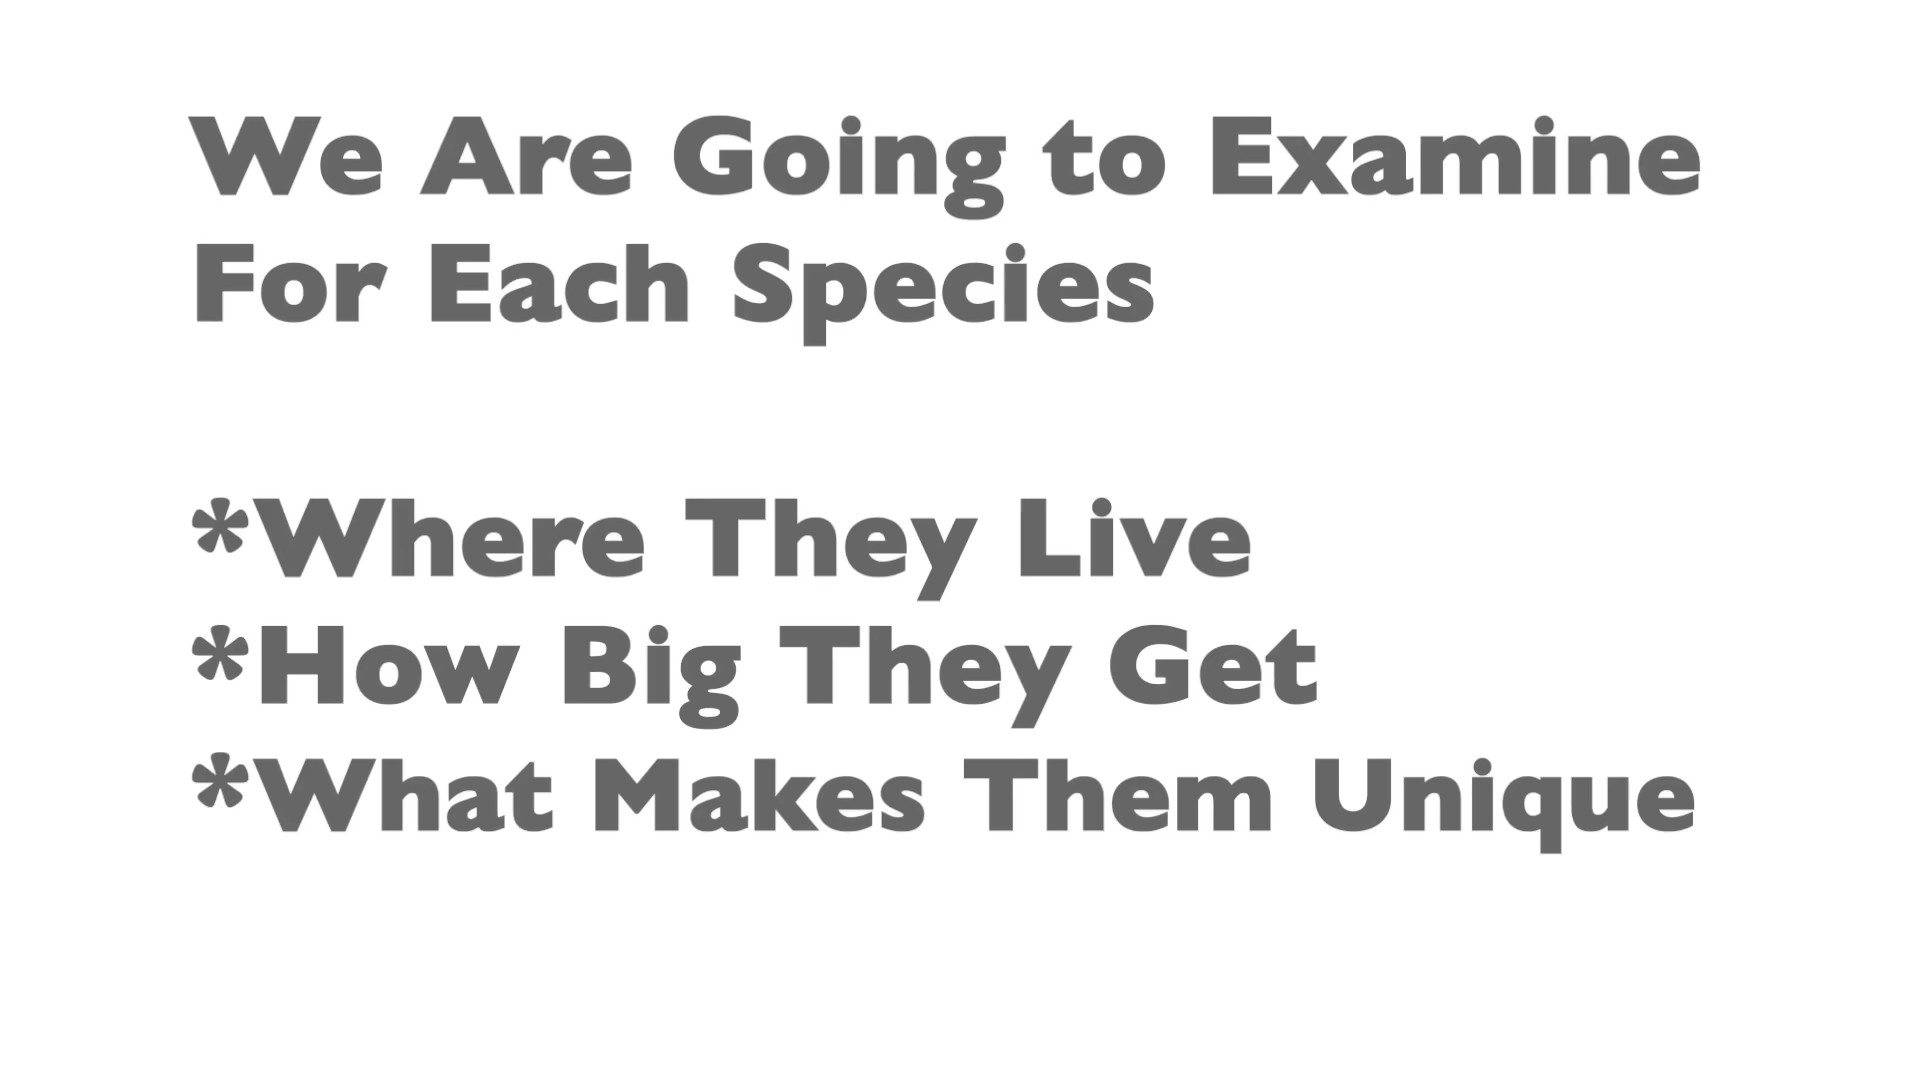 We Are Going to Examine
For Each Species
*Where They Live
*How Big They Get
*What Makes Them Unique